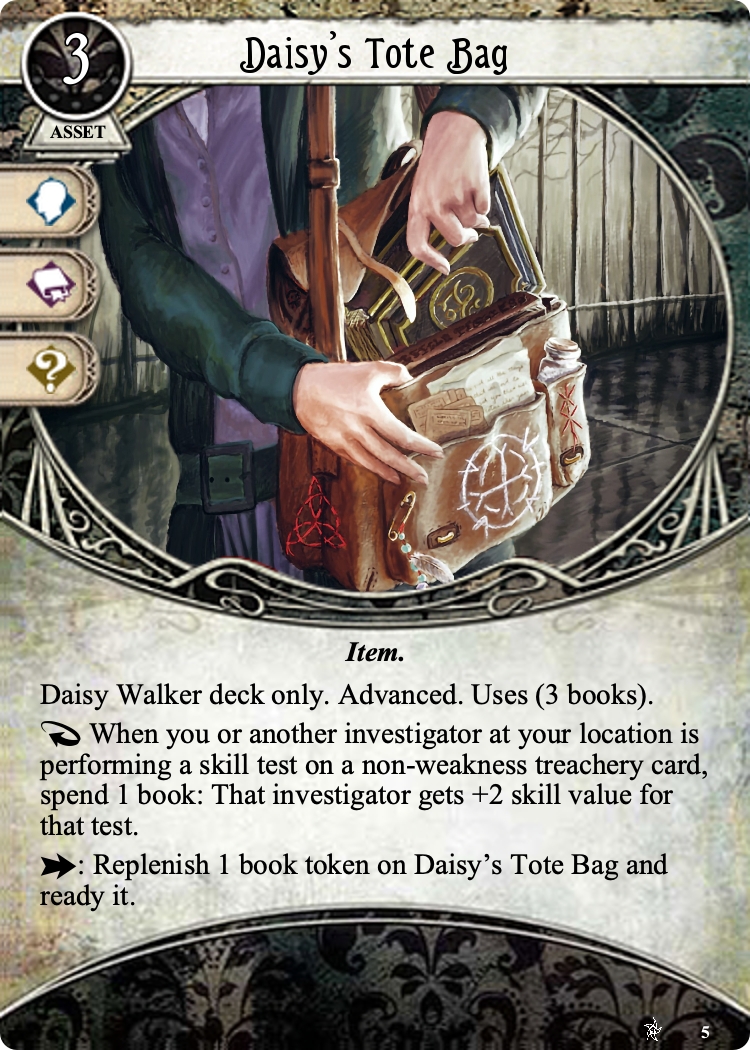 3
Daisy's Tote Bag
ASSET
Item.
Daisy Walker deck only. Advanced. Uses (3 books).
When you or another investigator at your location is
performing a skill test on a non-weakness treachery card,
spend 1 book: That investigator gets +2 skill value for
that test.
: Replenish 1 book token on Daisy's Tote Bag and
ready it.
5